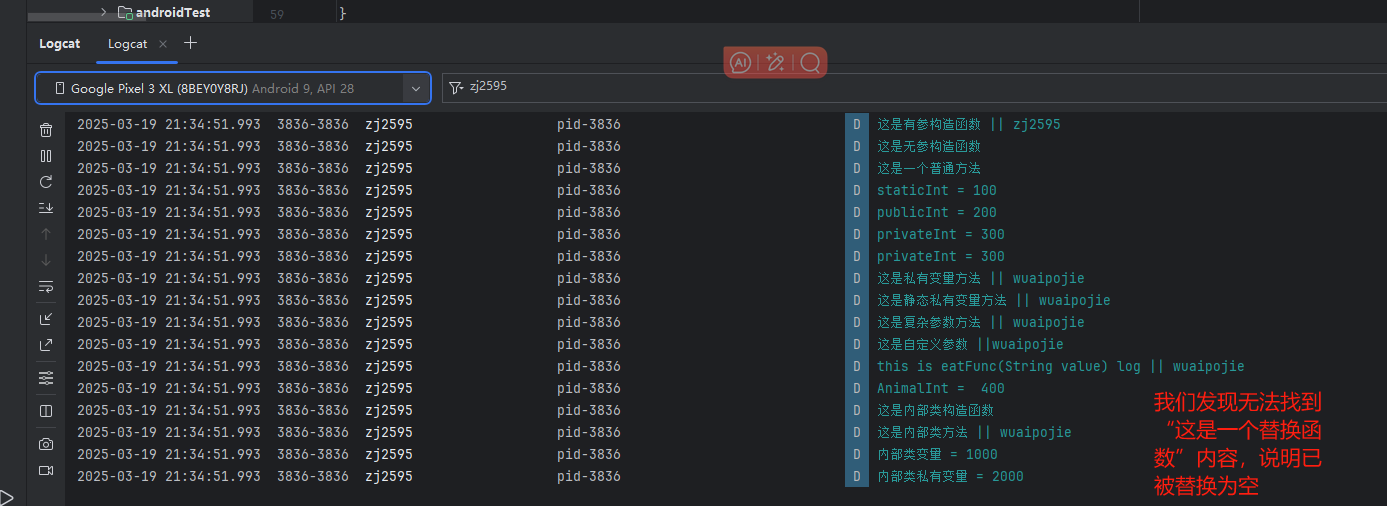 androidTest
59
}
Logcat
Logcat
AI
Google Pixel 3 XL (8BEY0Y8RJ) Android 9, API 28
zj2595
2025-03-19 21:34:51.993 3836-3836 zj2595 pid-3836 D 这是有参构造函数 || zj2595
2025-03-19 21:34:51.993 3836-3836 zj2595 pid-3836 D 这是无参构造函数
2025-03-19 21:34:51.993 3836-3836 zj2595 pid-3836 D 这是一个普通方法
2025-03-19 21:34:51.993 3836-3836 zj2595 pid-3836 D staticInt = 100
2025-03-19 21:34:51.993 3836-3836 zj2595 pid-3836 D publicInt = 200
2025-03-19 21:34:51.993 3836-3836 zj2595 pid-3836 D privateInt = 300
2025-03-19 21:34:51.993 3836-3836 zj2595 pid-3836 D privateInt = 300
2025-03-19 21:34:51.993 3836-3836 zj2595 pid-3836 D 这是私有变量方法 || wuaipojie
2025-03-19 21:34:51.993 3836-3836 zj2595 pid-3836 D 这是静态私有变量方法 || wuaipojie
2025-03-19 21:34:51.993 3836-3836 zj2595 pid-3836 D 这是复杂参数方法 || wuaipojie
2025-03-19 21:34:51.993 3836-3836 zj2595 pid-3836 D 这是自定义参数 ||wuaipojie
2025-03-19 21:34:51.993 3836-3836 zj2595 pid-3836 D this is eatFunc(String value) log || wuaipojie
2025-03-19 21:34:51.993 3836-3836 zj2595 pid-3836 D AnimalInt =  400
2025-03-19 21:34:51.993 3836-3836 zj2595 pid-3836 D 这是内部类构造函数
2025-03-19 21:34:51.993 3836-3836 zj2595 pid-3836 D 这是内部类方法 || wuaipojie
2025-03-19 21:34:51.993 3836-3836 zj2595 pid-3836 D 内部类变量 = 1000
2025-03-19 21:34:51.993 3836-3836 zj2595 pid-3836 D 内部类私有变量 = 2000
我们发现无法找到
“这是一个替换函
数”内容，说明已
被替换为空